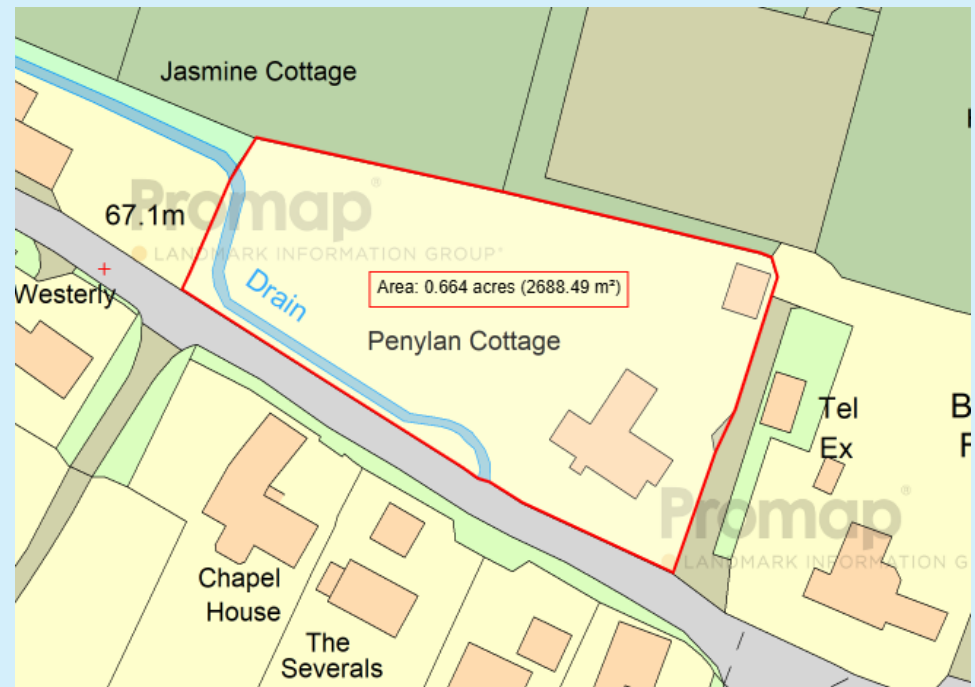 Jasmine Cottage
Promap®
67.1m
LANDMARK INFORMATION GROUP®
Westerly
Drain
Area: 0.664 acres (2688.49 m²)
Penylan Cottage
Tel
Ex
B
Promap®
LANDMARK INFORMATION G
Chapel
House
The
Severals